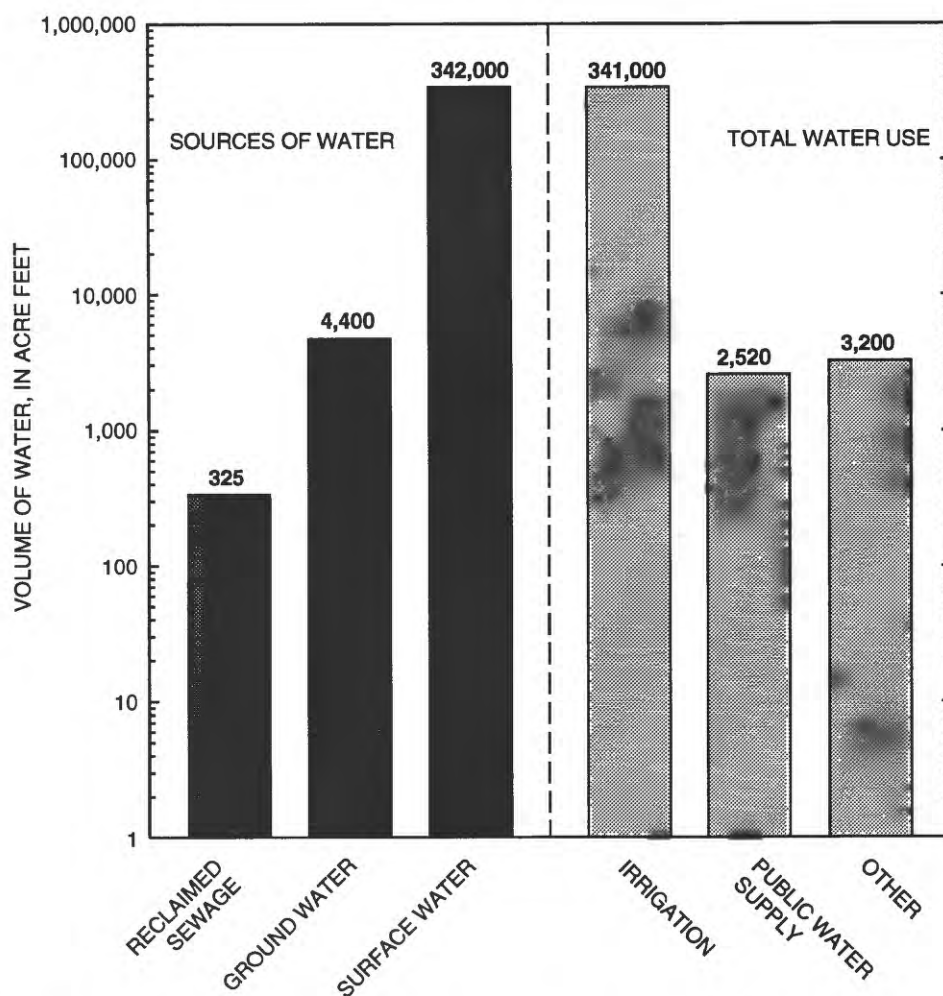 VOLUME OF WATER, IN ACRE FEET
1,000,000
100,000
10,000
1,000
100
10
1
SOURCES OF WATER
TOTAL WATER USE
325
4,400
342,000
341,000
2,520
3,200
RECLAIMED
SEWAGE
GROUND WATER
SURFACE WATER
IRRIGATION
PUBLIC WATER
SUPPLY
OTHER